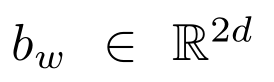 b_w ∈ ℝ^{2d}